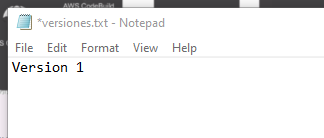 AWS CodeBuild
*versiones.txt - Notepad
File Edit Format View Help
Version 1